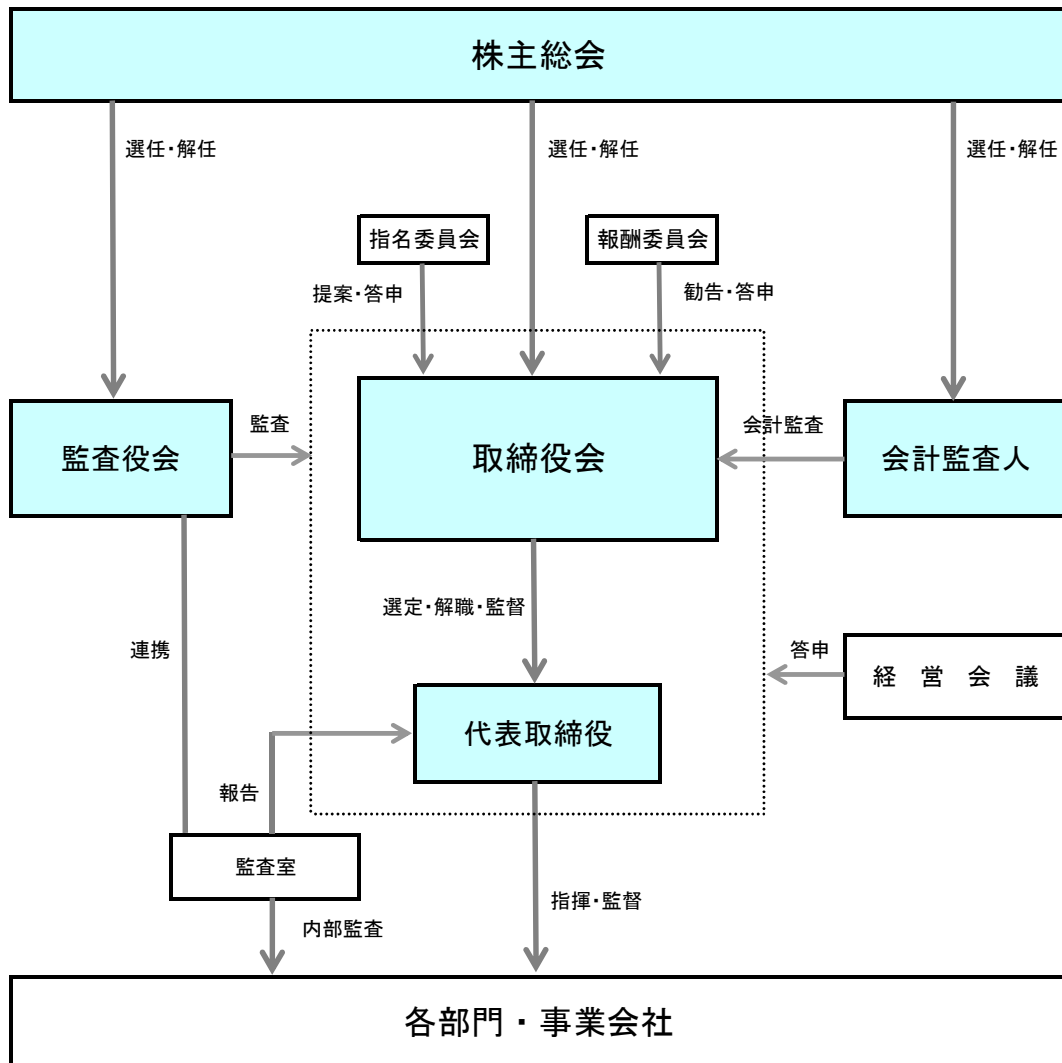 株主総会
選任・解任
選任・解任
選任・解任
指名委員会
報酬委員会
提案・答申
勧告・答申
監査役会
監査
取締役会
会計監査
会計監査人
選定・解職・監督
連携
答申
経 営 会 議
代表取締役
報告
監査室
指揮・監督
内部監査
各部門・事業会社